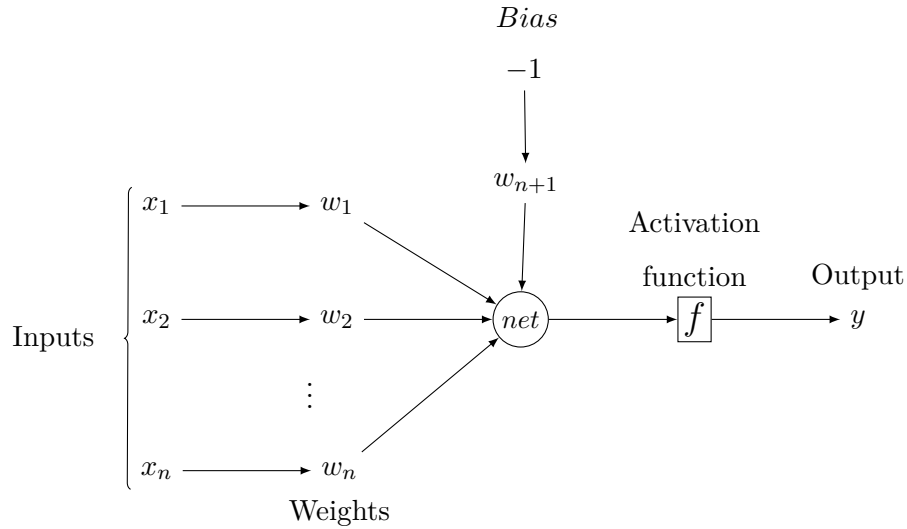 Bias
−1
w_{n+1}
x_1 w_1
Activation
function
Output
x_2 w_2 net f y
Inputs
⋮
x_n w_n
Weights